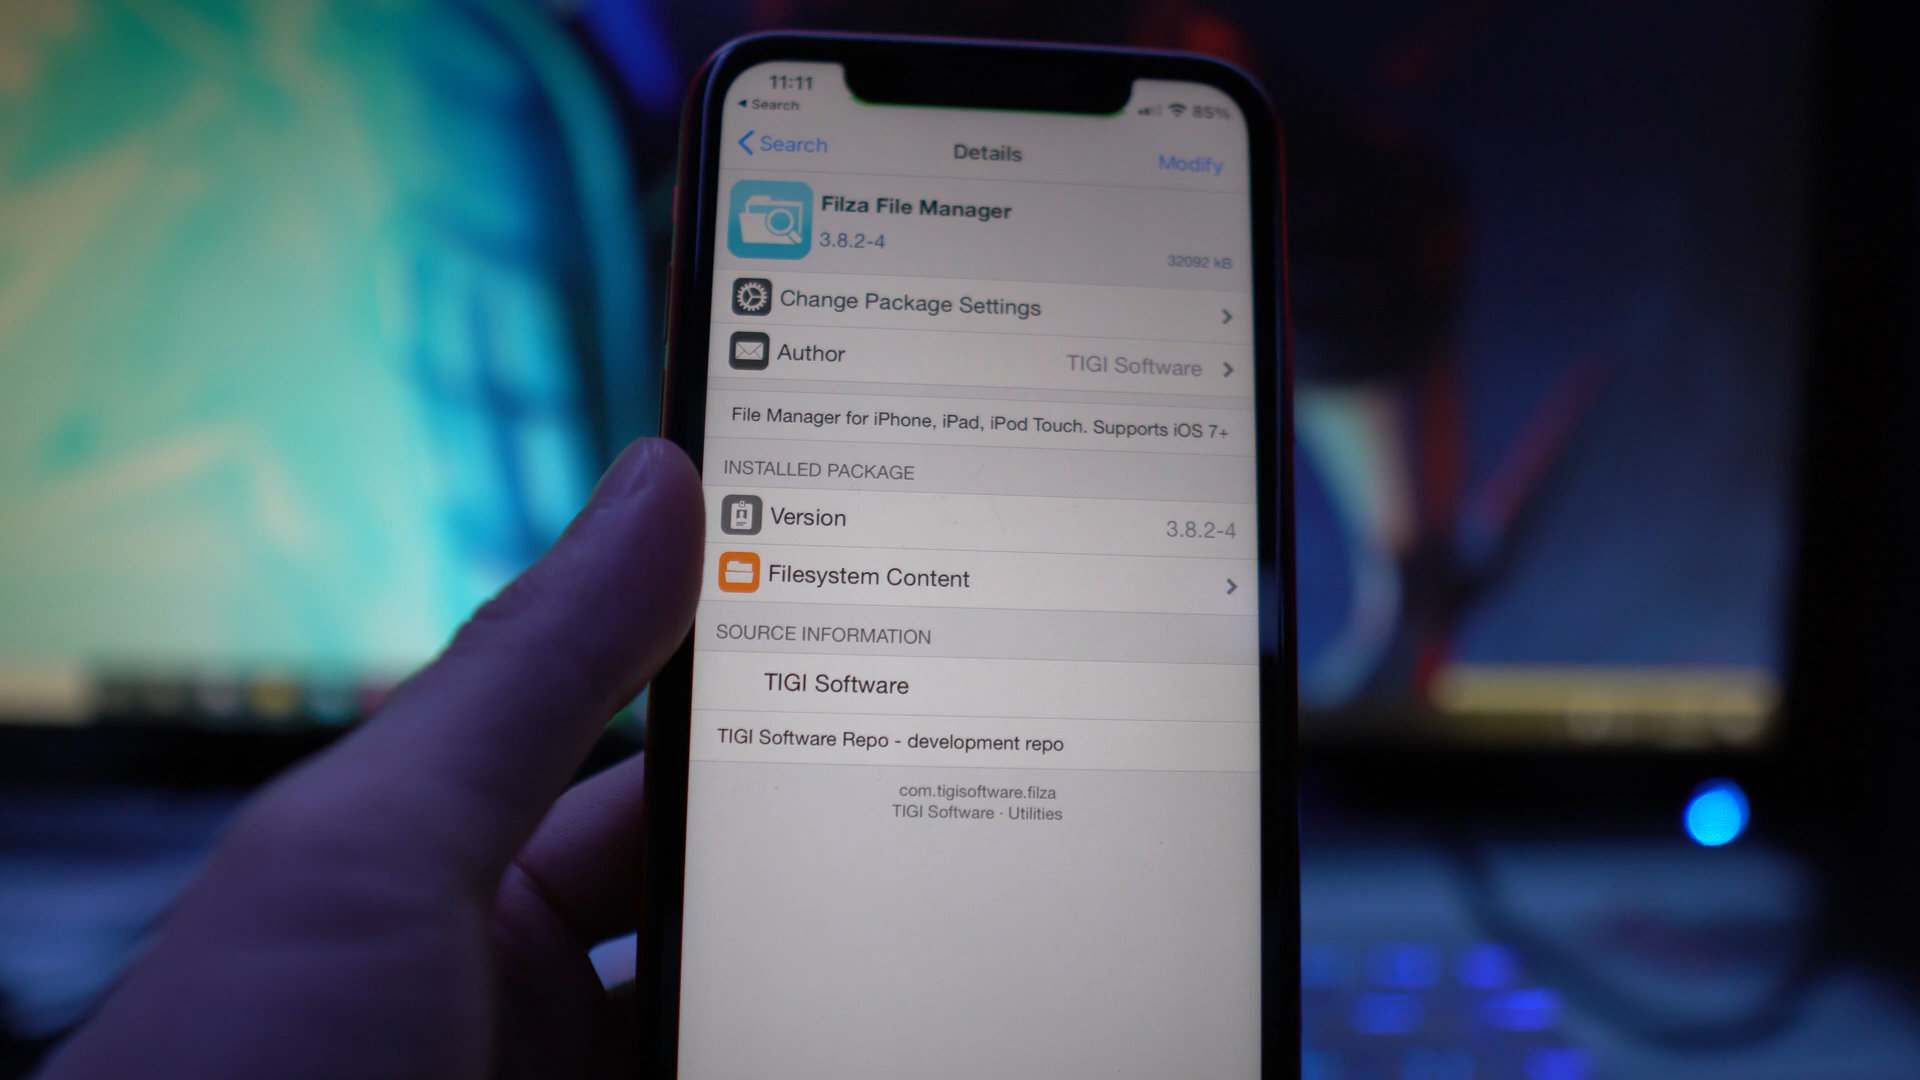 11:11
◀ Search
85%
Search
Details
Modify
Filza File Manager
3.8.2-4
32092 kB
Change Package Settings
Author
TIGI Software
File Manager for iPhone, iPad, iPod Touch. Supports iOS 7+
INSTALLED PACKAGE
Version
3.8.2-4
Filesystem Content
SOURCE INFORMATION
TIGI Software
TIGI Software Repo - development repo
com.tigisoftware.filza
TIGI Software · Utilities